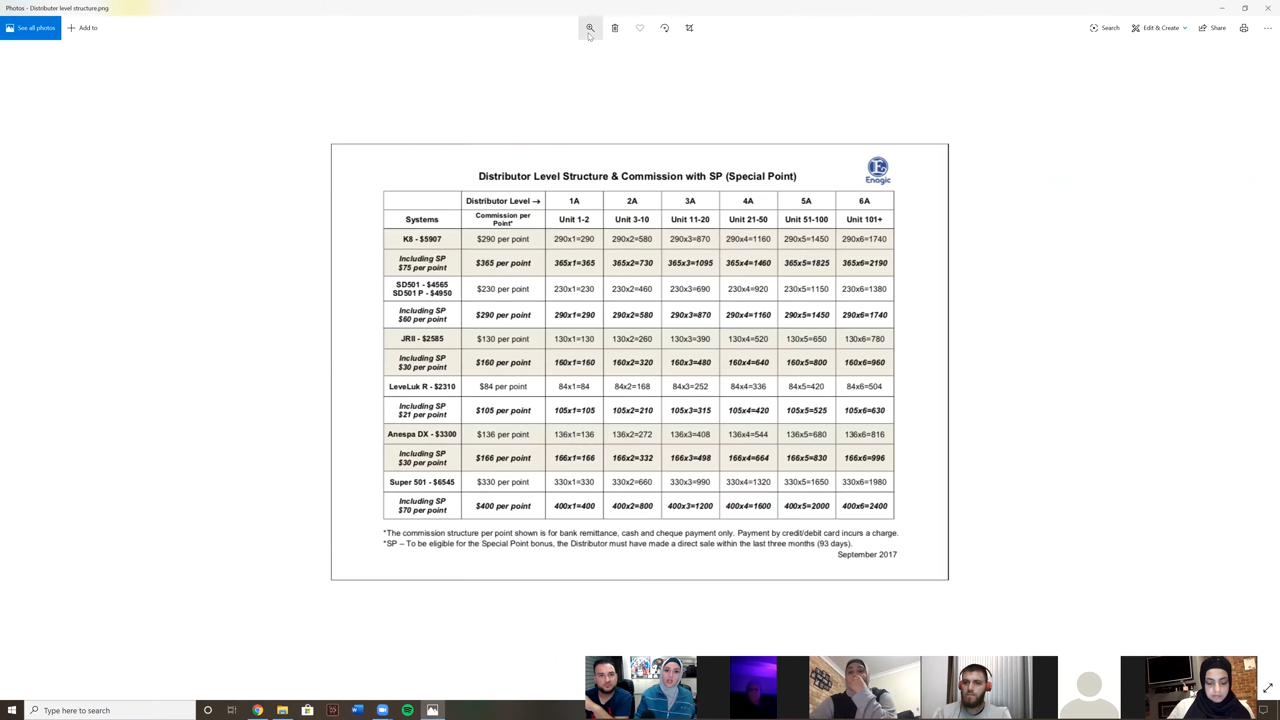 Photos - Distributer level structure.png
See all photos
Add to
Search
Edit & Create
Share
Distributor Level Structure & Commission with SP (Special Point)
Enagic
Distributor Level → 1A 2A 3A 4A 5A 6A
Systems Commission per Point* Unit 1-2 Unit 3-10 Unit 11-20 Unit 21-50 Unit 51-100 Unit 101+
K8 - $5907 $290 per point 290x1=290 290x2=580 290x3=870 290x4=1160 290x5=1450 290x6=1740
Including SP $75 per point $365 per point 365x1=365 365x2=730 365x3=1095 365x4=1460 365x5=1825 365x6=2190
SD501 - $4565 SD501 P - $4950 $230 per point 230x1=230 230x2=460 230x3=690 230x4=920 230x5=1150 230x6=1380
Including SP $60 per point $290 per point 290x1=290 290x2=580 290x3=870 290x4=1160 290x5=1450 290x6=1740
JRII - $2585 $130 per point 130x1=130 130x2=260 130x3=390 130x4=520 130x5=650 130x6=780
Including SP $30 per point $160 per point 160x1=160 160x2=320 160x3=480 160x4=640 160x5=800 160x6=960
LeveLuk R - $2310 $84 per point 84x1=84 84x2=168 84x3=252 84x4=336 84x5=420 84x6=504
Including SP $21 per point $105 per point 105x1=105 105x2=210 105x3=315 105x4=420 105x5=525 105x6=630
Anespa DX - $3300 $136 per point 136x1=136 136x2=272 136x3=408 136x4=544 136x5=680 136x6=816
Including SP $30 per point $166 per point 166x1=166 166x2=332 166x3=498 166x4=664 166x5=830 166x6=996
Super 501 - $6545 $330 per point 330x1=330 330x2=660 330x3=990 330x4=1320 330x5=1650 330x6=1980
Including SP $70 per point $400 per point 400x1=400 400x2=800 400x3=1200 400x4=1600 400x5=2000 400x6=2400
*The commission structure per point shown is for bank remittance, cash and cheque payment only. Payment by credit/debit card incurs a charge.
*SP – To be eligible for the Special Point bonus, the Distributor must have made a direct sale within the last three months (93 days).
September 2017
Type here to search